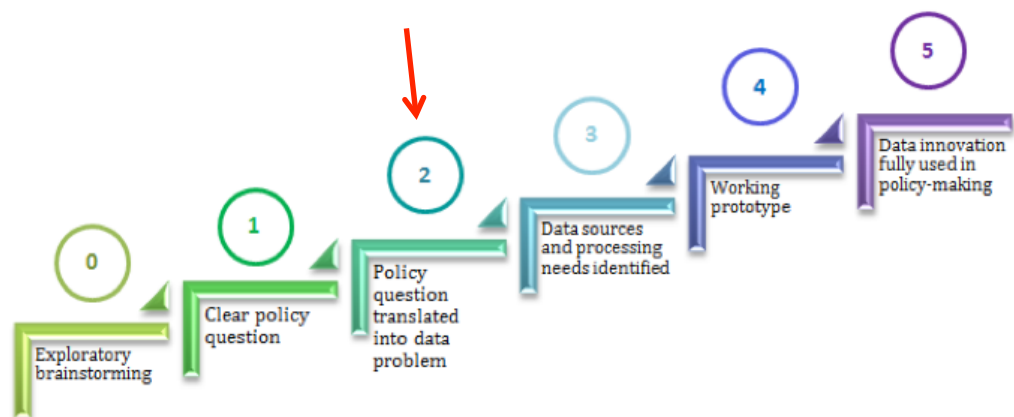 0
Exploratory
brainstorming
1
Clear policy
question
2
Policy
question
translated
into data
problem
3
Data sources
and processing
needs identified
4
Working
prototype
5
Data innovation
fully used in
policy-making